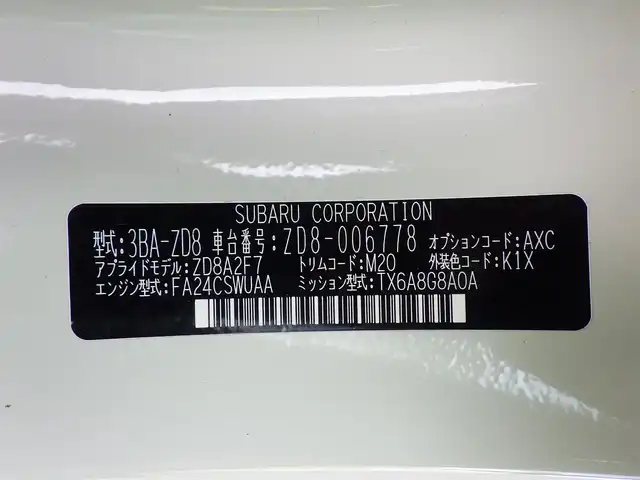 SUBARU CORPORATION
型式:3BA-ZD8 車台番号:ZD8-006778 オプションコード:AXC
アプライドモデル:ZD8A2F7 トリムコード:M20 外装色コード:K1X
エンジン型式:FA24CSWUAA ミッション型式:TX6A8G8A0A